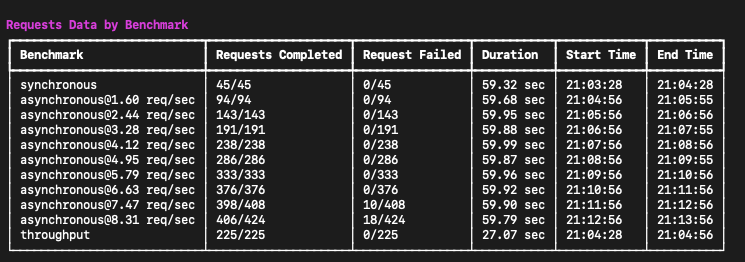 Requests Data by Benchmark
Benchmark Requests Completed Request Failed Duration Start Time End Time
synchronous 45/45 0/45 59.32 sec 21:03:28 21:04:28
asynchronous@1.60 req/sec 94/94 0/94 59.68 sec 21:04:56 21:05:55
asynchronous@2.44 req/sec 143/143 0/143 59.95 sec 21:05:56 21:06:56
asynchronous@3.28 req/sec 191/191 0/191 59.88 sec 21:06:56 21:07:55
asynchronous@4.12 req/sec 238/238 0/238 59.99 sec 21:07:56 21:08:56
asynchronous@4.95 req/sec 286/286 0/286 59.87 sec 21:08:56 21:09:55
asynchronous@5.79 req/sec 333/333 0/333 59.96 sec 21:09:56 21:10:56
asynchronous@6.63 req/sec 376/376 0/376 59.92 sec 21:10:56 21:11:56
asynchronous@7.47 req/sec 398/408 10/408 59.90 sec 21:11:56 21:12:56
asynchronous@8.31 req/sec 406/424 18/424 59.79 sec 21:12:56 21:13:56
throughput 225/225 0/225 27.07 sec 21:04:28 21:04:56